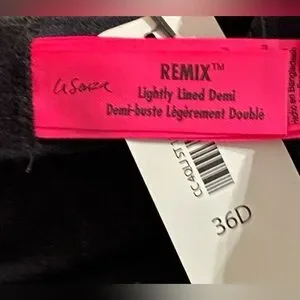 La Senza
REMIX™
Lightly Lined Demi
Demi-buste Légèrement Doublé
36D